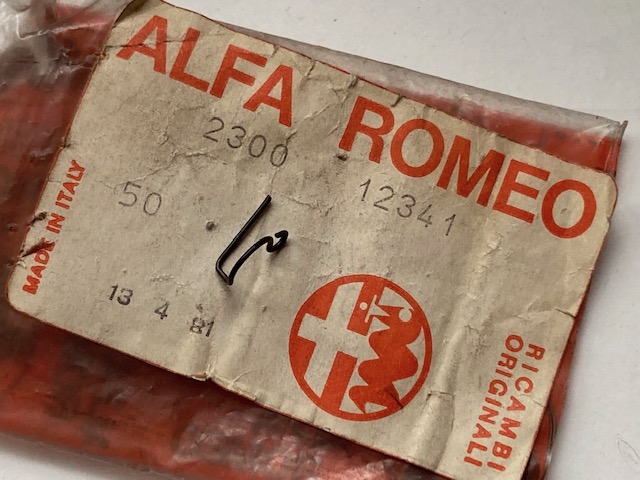 ALFA ROMEO
2300 12341
50
13 4 81
MADE IN ITALY
RICAMBI
ORIGINALI